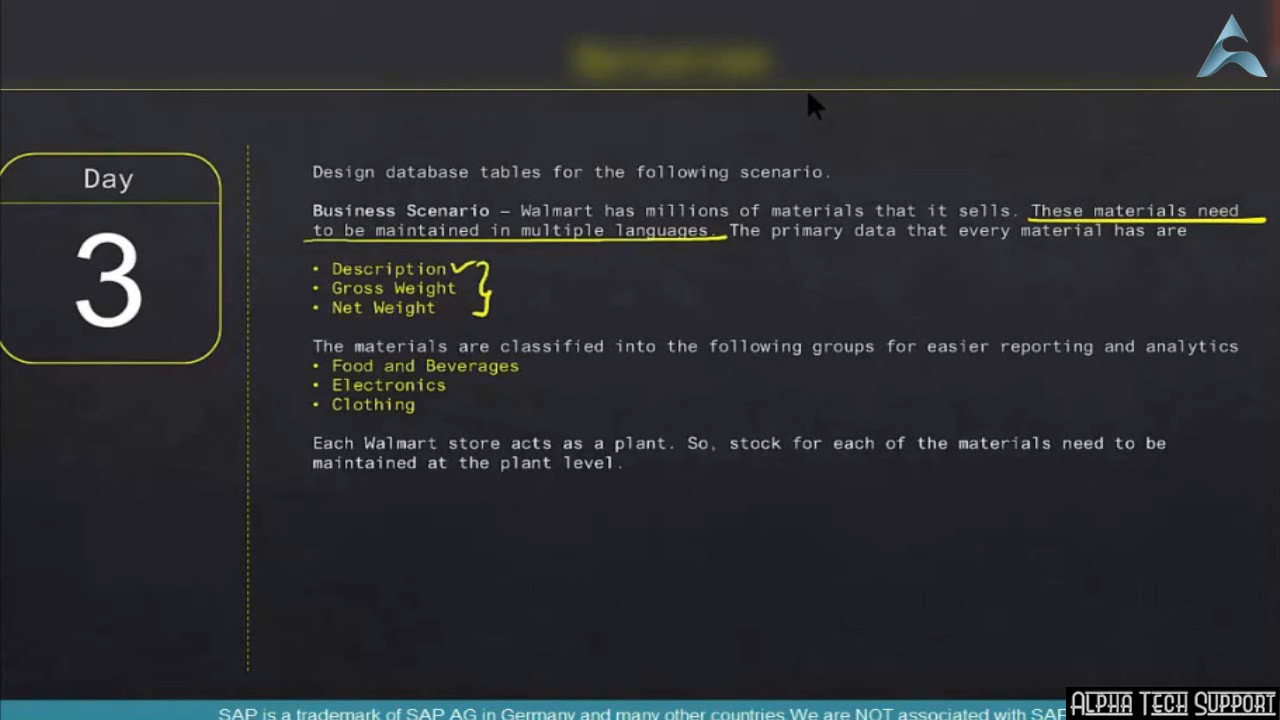 Day
3
Design database tables for the following scenario.
Business Scenario – Walmart has millions of materials that it sells. These materials need
to be maintained in multiple languages. The primary data that every material has are
• Description
• Gross Weight
• Net Weight
The materials are classified into the following groups for easier reporting and analytics
• Food and Beverages
• Electronics
• Clothing
Each Walmart store acts as a plant. So, stock for each of the materials need to be
maintained at the plant level.
SAP is a trademark of SAP AG in Germany and many other countries We are NOT associated with SAP
Alpha Tech Support